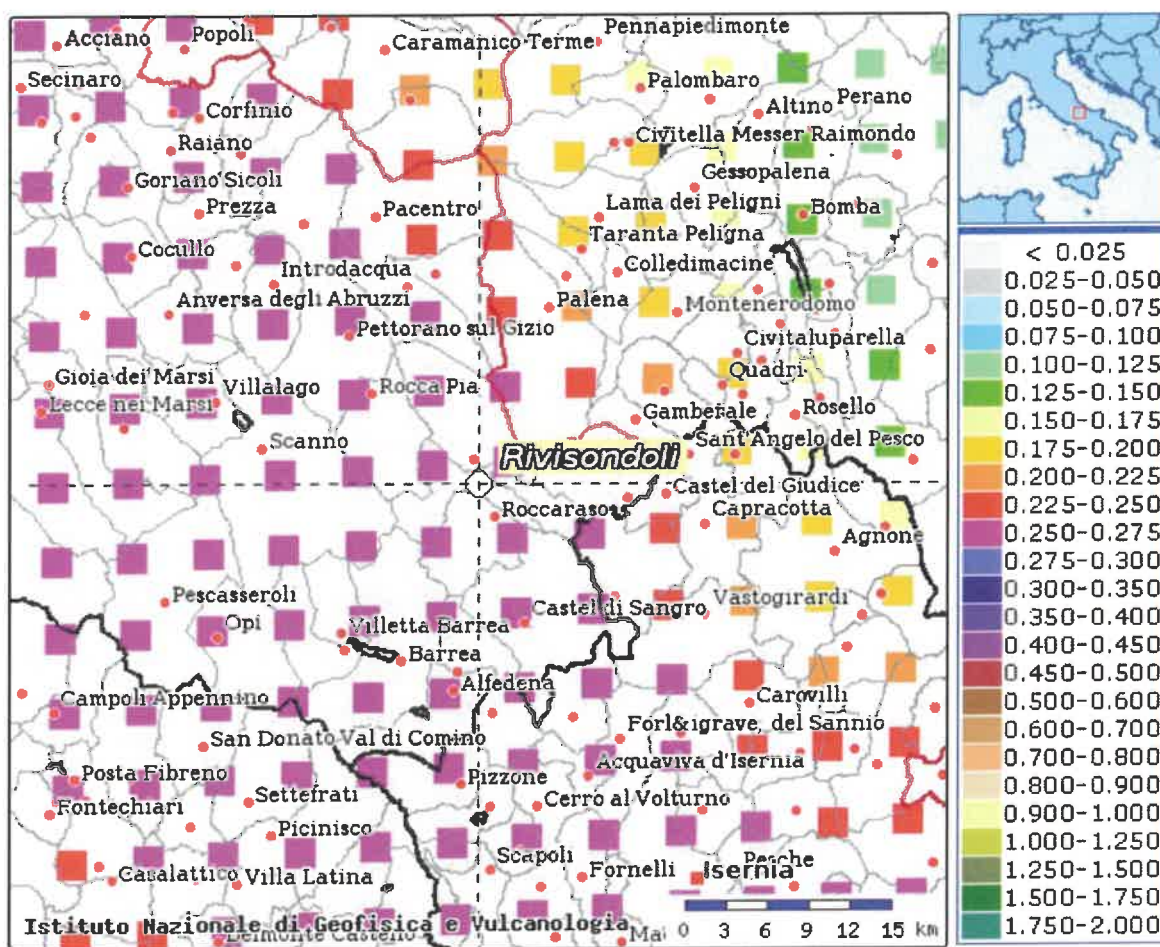 Pennapiedimonte
Acciano Popoli Caramanico Terme
Secinaro Palombaro
Corfinio Altino Perano
Raiano Civitella Messer Raimondo
Goriano Sicoli Gessopalena
Prezza Pacentro Lama dei Peligni Bomba
Cocullo Taranta Peligna
Introdacqua Colledimacine
Anversa degli Abruzzi Palena Montenerodomo
Pettorano sul Gizio Civitaluparella
Gioia dei Marsi Villalago Rocca Pia Quadri
Lecce nei Marsi Gamberale Rosello
Scanno Sant'Angelo del Pesco
Rivisondoli
Castel del Giudice
Roccaraso Capracotta
Agnone
Pescasseroli Castel di Sangro Vastogirardi
Opi Villetta Barrea
Barrea
Campoli Appennino Alfedena Carovilli
Forl&igrave, del Sannio
San Donato Val di Comino Acquaviva d'Isernia
Posta Fibreno Pizzone
Fontechiari Settefrati Cerro al Volturno
Picinisco
Scapoli Pesche
Casalattico Villa Latina Fornelli Isernia
Istituto Nazionale di Geofisica e Vulcanologia
Belmonte Castello Mai 0 3 6 9 12 15 km
< 0.025
0.025-0.050
0.050-0.075
0.075-0.100
0.100-0.125
0.125-0.150
0.150-0.175
0.175-0.200
0.200-0.225
0.225-0.250
0.250-0.275
0.275-0.300
0.300-0.350
0.350-0.400
0.400-0.450
0.450-0.500
0.500-0.600
0.600-0.700
0.700-0.800
0.800-0.900
0.900-1.000
1.000-1.250
1.250-1.500
1.500-1.750
1.750-2.000